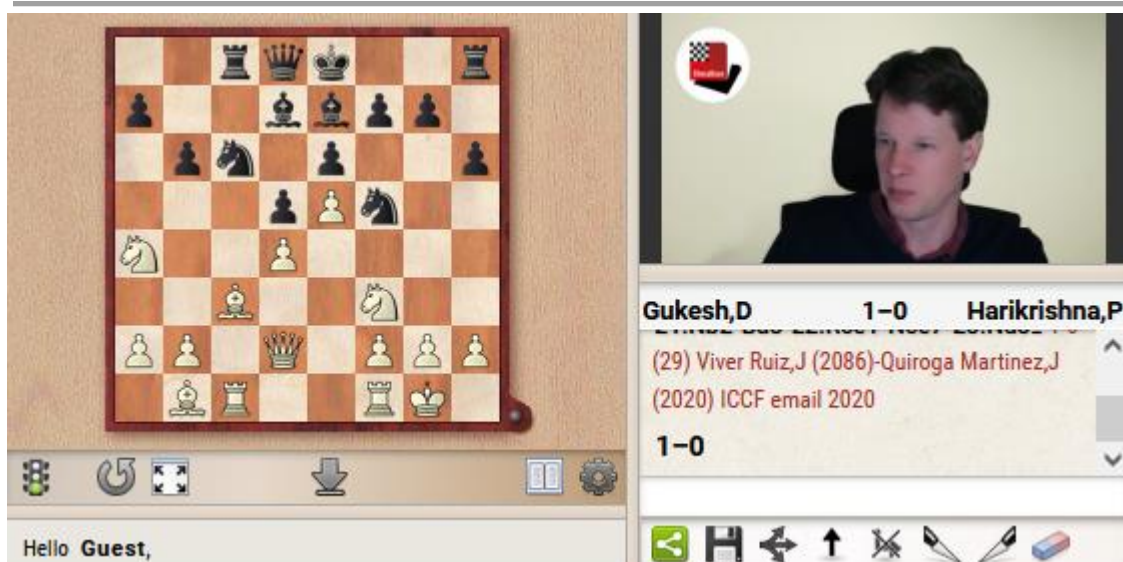 Gukesh,D 1-0 Harikrishna,P
(29) Viver Ruiz,J (2086)-Quiroga Martinez,J
(2020) ICCF email 2020
1-0
Hello Guest,